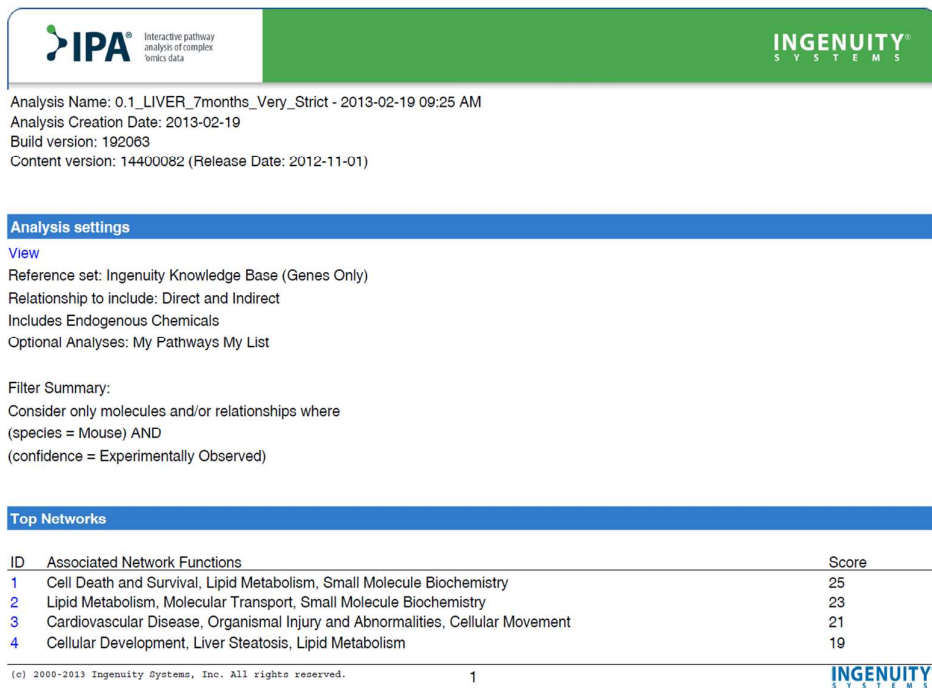 IPA®
Interactive pathway
analysis of complex
'omics data
INGENUITY®
SYSTEMS
Analysis Name: 0.1_LIVER_7months_Very_Strict - 2013-02-19 09:25 AM
Analysis Creation Date: 2013-02-19
Build version: 192063
Content version: 14400082 (Release Date: 2012-11-01)
Analysis settings
View
Reference set: Ingenuity Knowledge Base (Genes Only)
Relationship to include: Direct and Indirect
Includes Endogenous Chemicals
Optional Analyses: My Pathways My List
Filter Summary:
Consider only molecules and/or relationships where
(species = Mouse) AND
(confidence = Experimentally Observed)
Top Networks
ID Associated Network Functions Score
1 Cell Death and Survival, Lipid Metabolism, Small Molecule Biochemistry 25
2 Lipid Metabolism, Molecular Transport, Small Molecule Biochemistry 23
3 Cardiovascular Disease, Organismal Injury and Abnormalities, Cellular Movement 21
4 Cellular Development, Liver Steatosis, Lipid Metabolism 19
(c) 2000-2013 Ingenuity Systems, Inc. All rights reserved. 1 INGENUITY
SYSTEMS